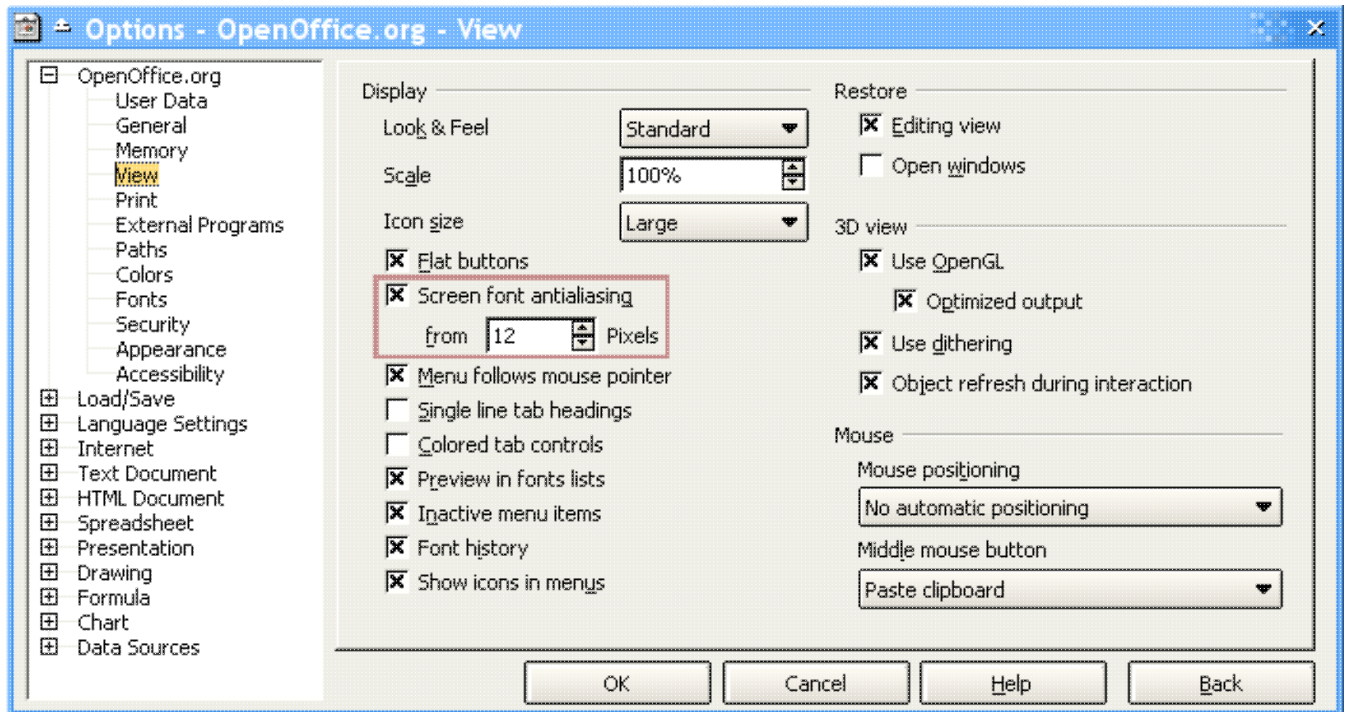 Options - OpenOffice.org - View
OpenOffice.org
User Data
General
Memory
View
Print
External Programs
Paths
Colors
Fonts
Security
Appearance
Accessibility
Load/Save
Language Settings
Internet
Text Document
HTML Document
Spreadsheet
Presentation
Drawing
Formula
Chart
Data Sources
Display
Look & Feel Standard
Scale 100%
Icon size Large
Flat buttons
Screen font antialiasing
from 12 Pixels
Menu follows mouse pointer
Single line tab headings
Colored tab controls
Preview in fonts lists
Inactive menu items
Font history
Show icons in menus
Restore
Editing view
Open windows
3D view
Use OpenGL
Optimized output
Use dithering
Object refresh during interaction
Mouse
Mouse positioning
No automatic positioning
Middle mouse button
Paste clipboard
OK Cancel Help Back